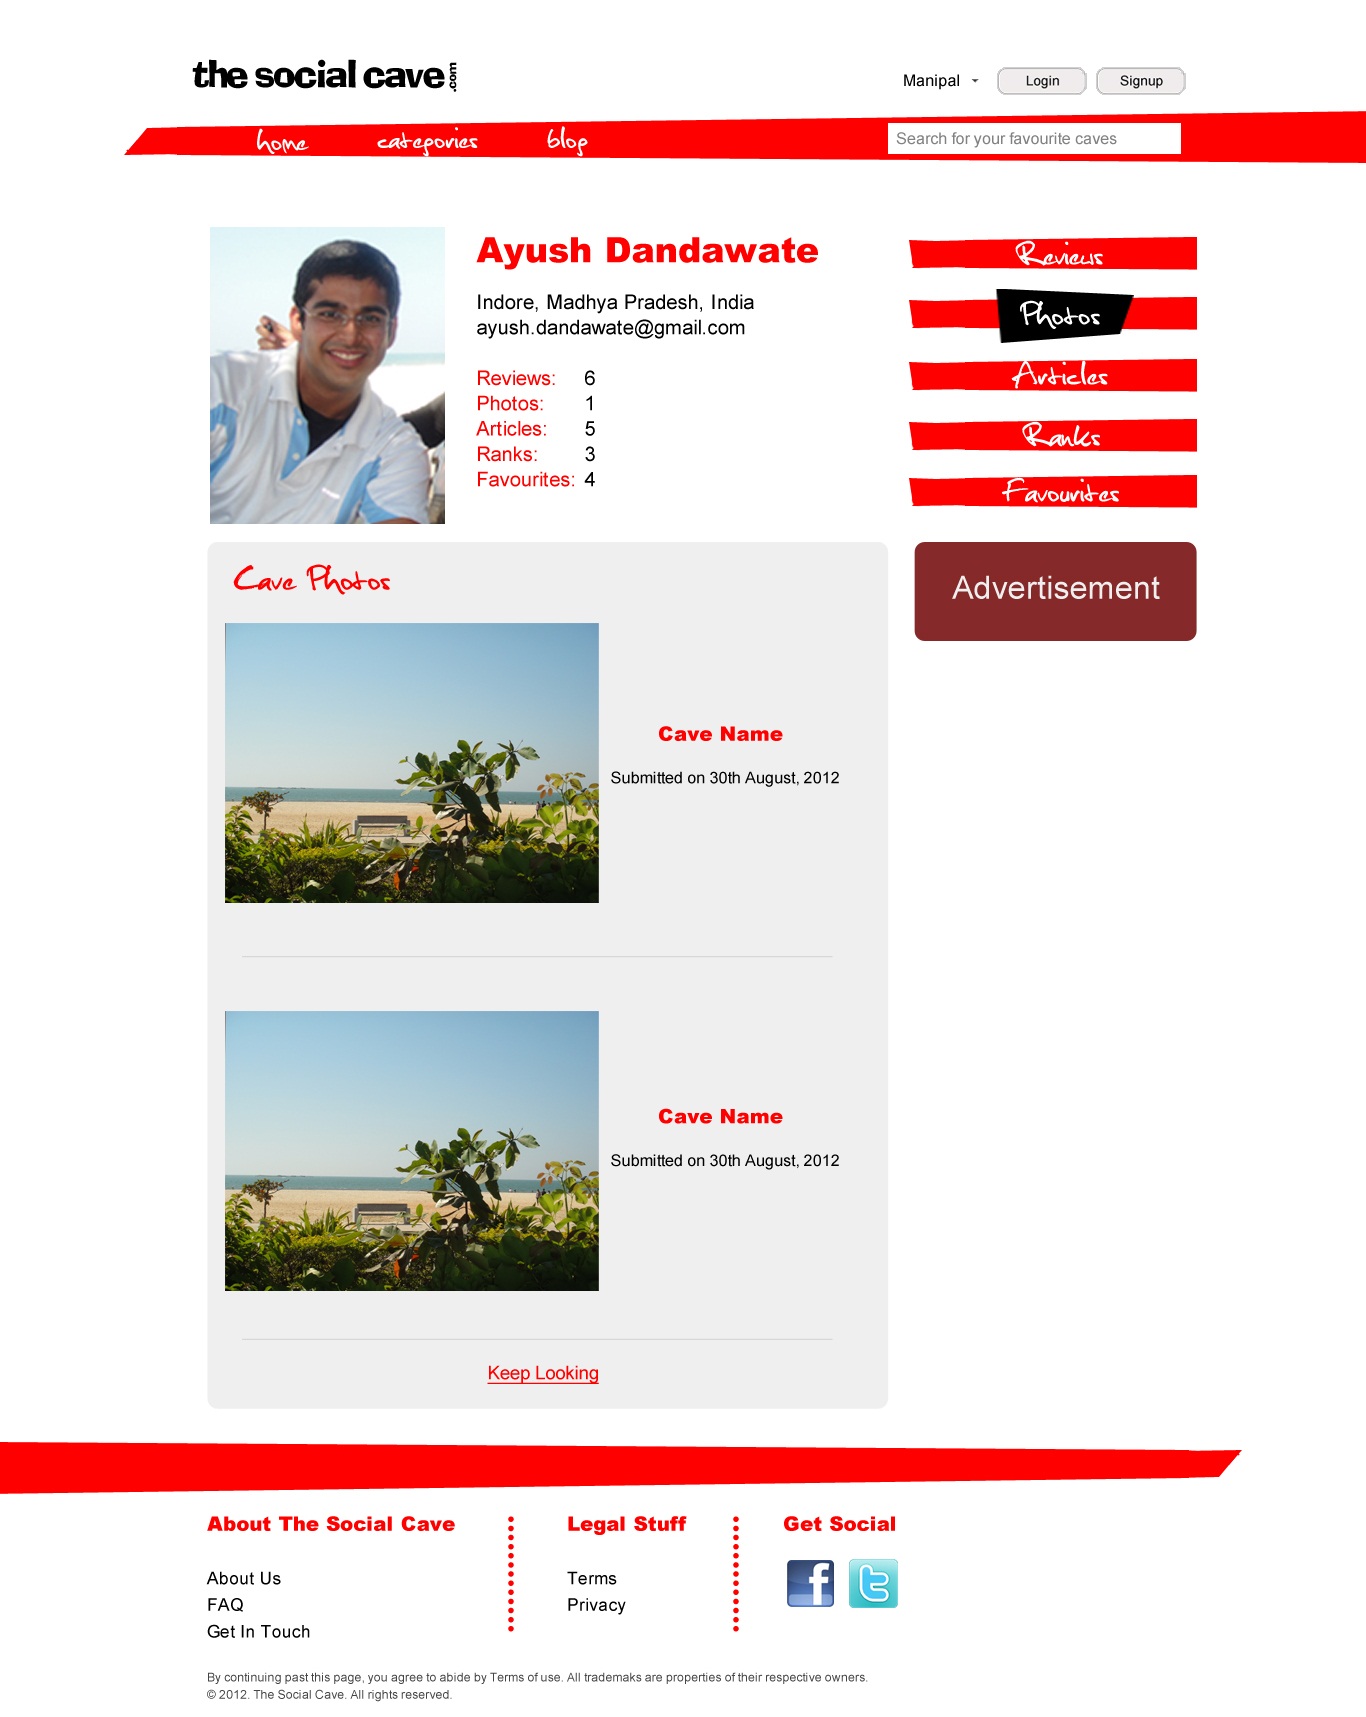 the social cave.com
Manipal
Login
Signup
home categories blog
Search for your favourite caves
Ayush Dandawate
Indore, Madhya Pradesh, India
ayush.dandawate@gmail.com
Reviews: 6
Photos: 1
Articles: 5
Ranks: 3
Favourites: 4
Reviews
Photos
Articles
Ranks
Favourites
Advertisement
Cave Photos
Cave Name
Submitted on 30th August, 2012
Cave Name
Submitted on 30th August, 2012
Keep Looking
About The Social Cave
About Us
FAQ
Get In Touch
Legal Stuff
Terms
Privacy
Get Social
f
t
By continuing past this page, you agree to abide by Terms of use. All trademaks are properties of their respective owners.
© 2012. The Social Cave. All rights reserved.